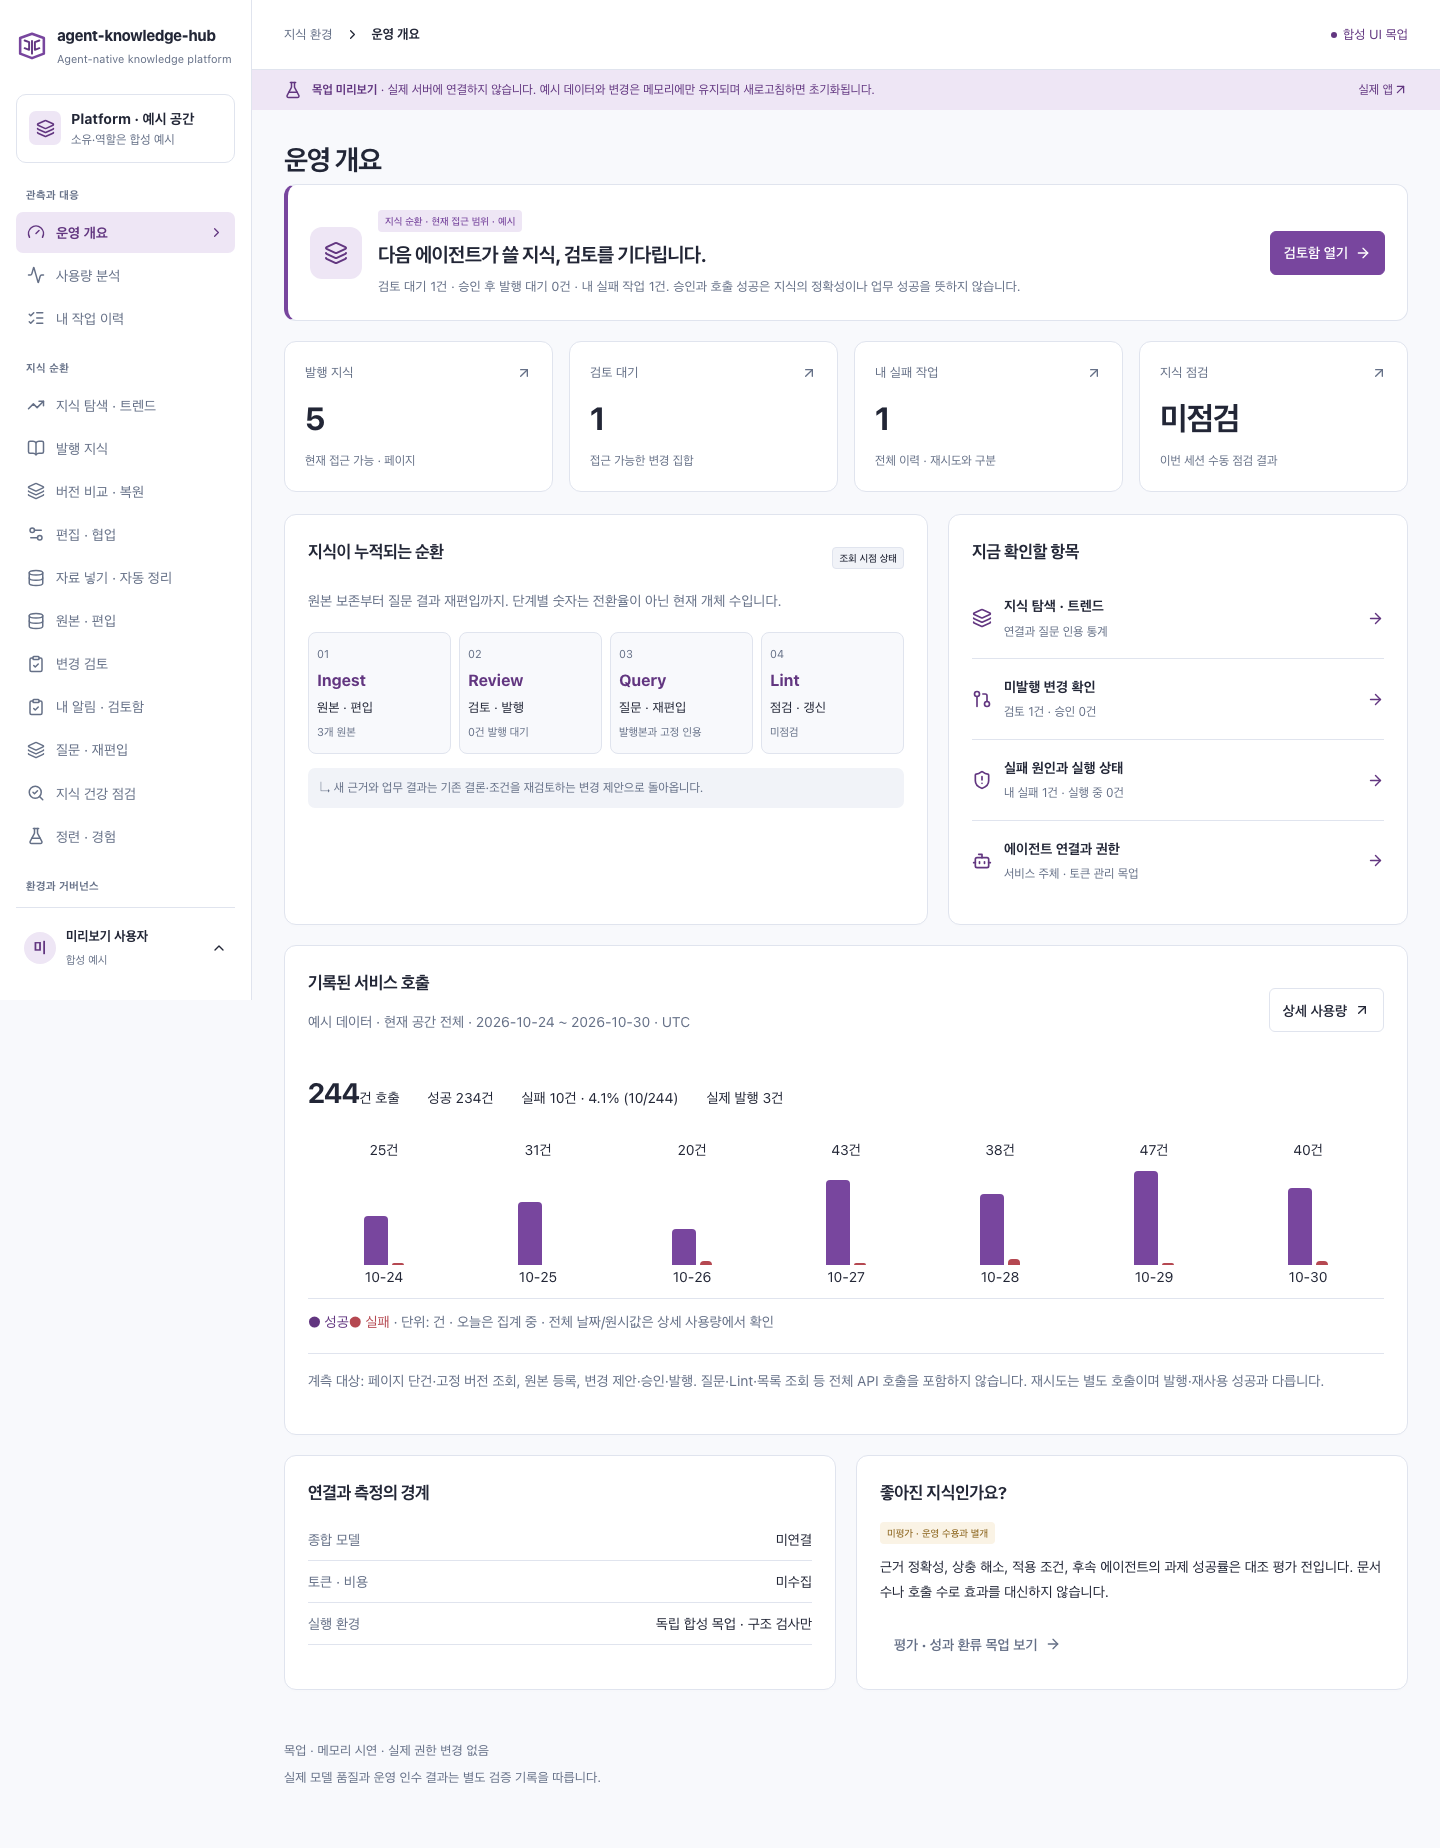 agent-knowledge-hub
Agent-native knowledge platform
Platform · 예시 공간
소유·역할은 합성 예시
관측과 대응
운영 개요
사용량 분석
내 작업 이력
지식 순환
지식 탐색 · 트렌드
발행 지식
버전 비교 · 복원
편집 · 협업
자료 넣기 · 자동 정리
원본 · 편입
변경 검토
내 알림 · 검토함
질문 · 재편입
지식 건강 점검
정련 · 경험
환경과 거버넌스
미
미리보기 사용자
합성 예시
지식 환경
운영 개요
합성 UI 목업
목업 미리보기 · 실제 서버에 연결하지 않습니다. 예시 데이터와 변경은 메모리에만 유지되며 새로고침하면 초기화됩니다.
실제 앱
운영 개요
지식 순환 · 현재 접근 범위 · 예시
다음 에이전트가 쓸 지식, 검토를 기다립니다.
검토 대기 1건 · 승인 후 발행 대기 0건 · 내 실패 작업 1건. 승인과 호출 성공은 지식의 정확성이나 업무 성공을 뜻하지 않습니다.
검토함 열기
발행 지식
5
현재 접근 가능 · 페이지
검토 대기
1
접근 가능한 변경 집합
내 실패 작업
1
전체 이력 · 재시도와 구분
지식 점검
미점검
이번 세션 수동 점검 결과
지식이 누적되는 순환
조회 시점 상태
원본 보존부터 질문 결과 재편입까지. 단계별 숫자는 전환율이 아닌 현재 개체 수입니다.
01
Ingest
원본 · 편입
3개 원본
02
Review
검토 · 발행
0건 발행 대기
03
Query
질문 · 재편입
발행본과 고정 인용
04
Lint
점검 · 갱신
미점검
새 근거와 업무 결과는 기존 결론·조건을 재검토하는 변경 제안으로 돌아옵니다.
지금 확인할 항목
지식 탐색 · 트렌드
연결과 질문 인용 통계
미발행 변경 확인
검토 1건 · 승인 0건
실패 원인과 실행 상태
내 실패 1건 · 실행 중 0건
에이전트 연결과 권한
서비스 주체 · 토큰 관리 목업
기록된 서비스 호출
예시 데이터 · 현재 공간 전체 · 2026-10-24 ~ 2026-10-30 · UTC
상세 사용량
244건 호출 성공 234건 실패 10건 · 4.1% (10/244) 실제 발행 3건
25건 31건 20건 43건 38건 47건 40건
10-24 10-25 10-26 10-27 10-28 10-29 10-30
성공 실패 · 단위: 건 · 오늘은 집계 중 · 전체 날짜/원시값은 상세 사용량에서 확인
계측 대상: 페이지 단건·고정 버전 조회, 원본 등록, 변경 제안·승인·발행. 질문·Lint·목록 조회 등 전체 API 호출을 포함하지 않습니다. 재시도는 별도 호출이며 발행·재사용 성공과 다릅니다.
연결과 측정의 경계
종합 모델 미연결
토큰 · 비용 미수집
실행 환경 독립 합성 목업 · 구조 검사만
좋아진 지식인가요?
미평가 · 운영 수용과 별개
근거 정확성, 상충 해소, 적용 조건, 후속 에이전트의 과제 성공률은 대조 평가 전입니다. 문서
수나 호출 수로 효과를 대신하지 않습니다.
평가 · 성과 환류 목업 보기
목업 · 메모리 시연 · 실제 권한 변경 없음
실제 모델 품질과 운영 인수 결과는 별도 검증 기록을 따릅니다.